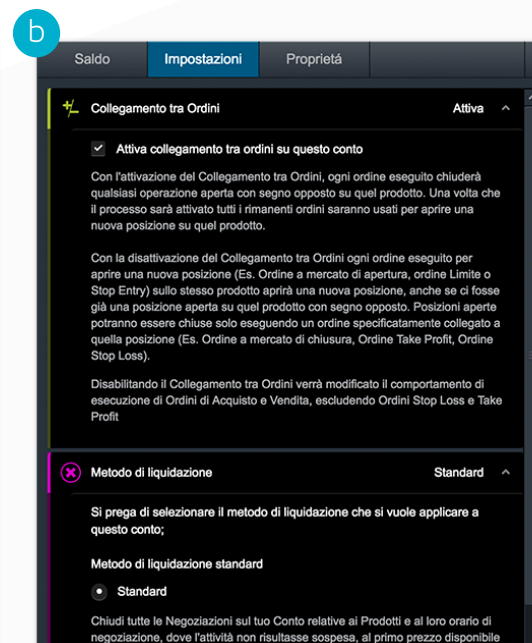 b
Saldo Impostazioni Proprietá
Collegamento tra Ordini Attiva
Attiva collegamento tra ordini su questo conto
Con l'attivazione del Collegamento tra Ordini, ogni ordine eseguito chiuderà
qualsiasi operazione aperta con segno opposto su quel prodotto. Una volta che
il processo sarà attivato tutti i rimanenti ordini saranno usati per aprire una
nuova posizione su quel prodotto.
Con la disattivazione del Collegamento tra Ordini ogni ordine eseguito per
aprire una nuova posizione (Es. Ordine a mercato di apertura, ordine Limite o
Stop Entry) sullo stesso prodotto aprirà una nuova posizione, anche se ci fosse
già una posizione aperta su quel prodotto con segno opposto. Posizioni aperte
potranno essere chiuse solo eseguendo un ordine specificatamente collegato a
quella posizione (Es. Ordine a mercato di chiusura, Ordine Take Profit, Ordine
Stop Loss).
Disabilitando il Collegamento tra Ordini verrà modificato il comportamento di
esecuzione di Ordini di Acquisto e Vendita, escludendo Ordini Stop Loss e Take
Profit
Metodo di liquidazione Standard
Si prega di selezionare il metodo di liquidazione che si vuole applicare a
questo conto;
Metodo di liquidazione standard
Standard
Chiudi tutte le Negoziazioni sul tuo Conto relative ai Prodotti e al loro orario di
negoziazione, dove l'attività non risultasse sospesa, al primo prezzo disponibile